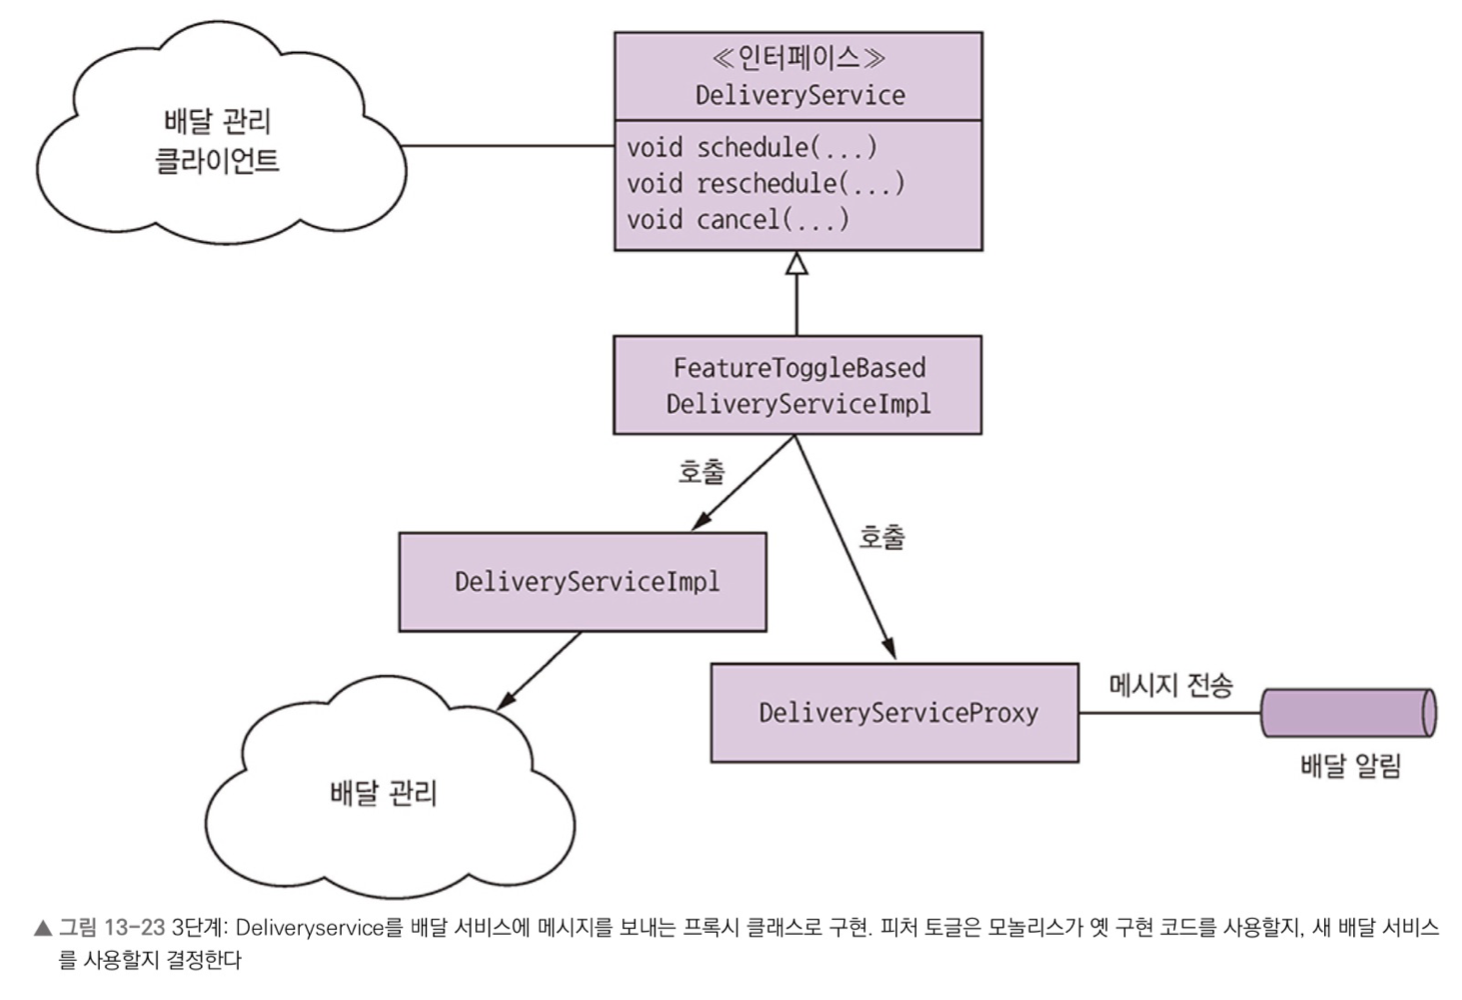 배달 관리
클라이언트
≪인터페이스≫
DeliveryService
void schedule(...)
void reschedule(...)
void cancel(...)
FeatureToggleBased
DeliveryServiceImpl
호출
호출
DeliveryServiceImpl
DeliveryServiceProxy
메시지 전송
배달 알림
배달 관리
▲ 그림 13-23 3단계: Deliveryservice를 배달 서비스에 메시지를 보내는 프록시 클래스로 구현. 피처 토글은 모놀리스가 옛 구현 코드를 사용할지, 새 배달 서비스
를 사용할지 결정한다